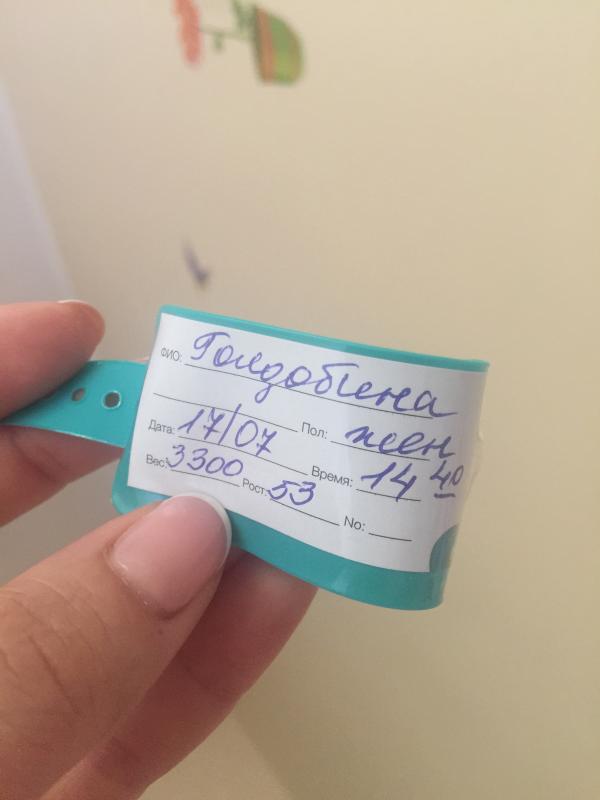 ФИО: Голдобина
Пол: жен
Дата: 17/07
Время: 14 40
Вес: 3300
Рост: 53
No: